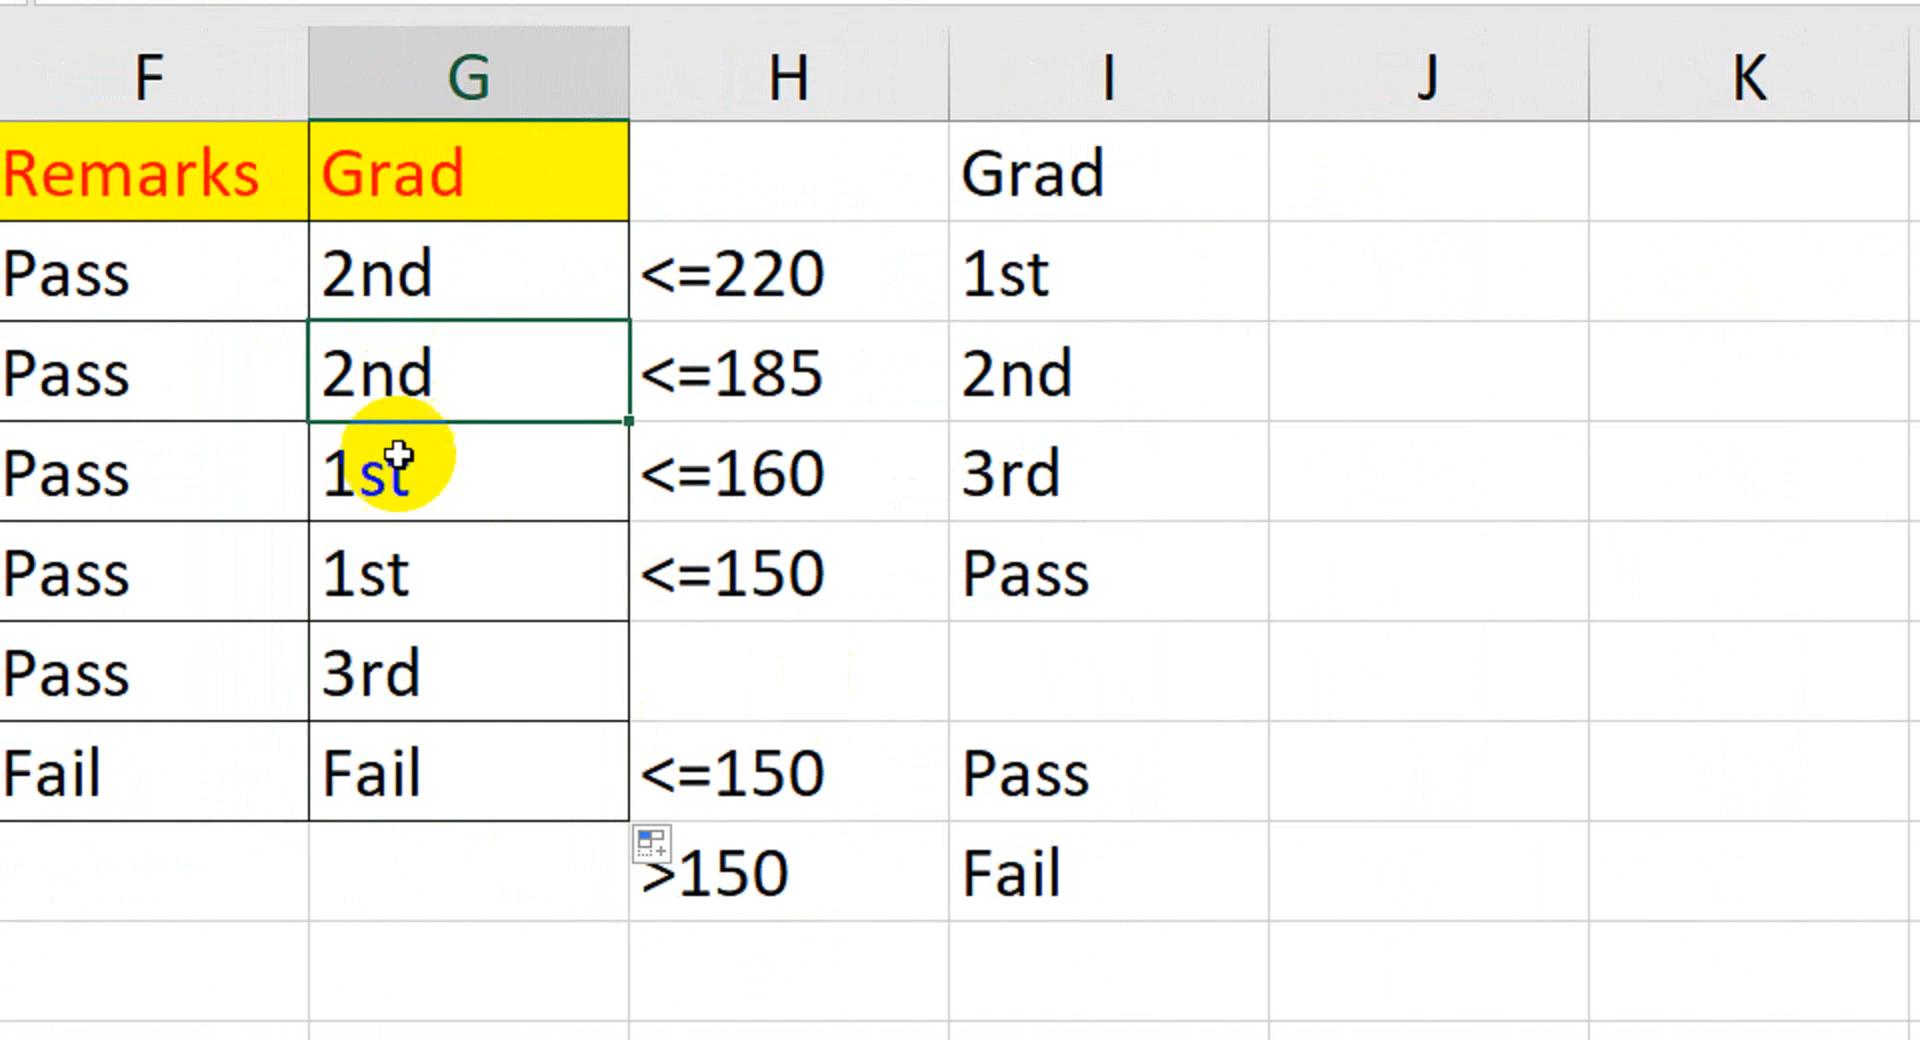 F G H I J K
Remarks Grad Grad
Pass 2nd <=220 1st
Pass 2nd <=185 2nd
Pass 1st <=160 3rd
Pass 1st <=150 Pass
Pass 3rd
Fail Fail <=150 Pass
>150 Fail